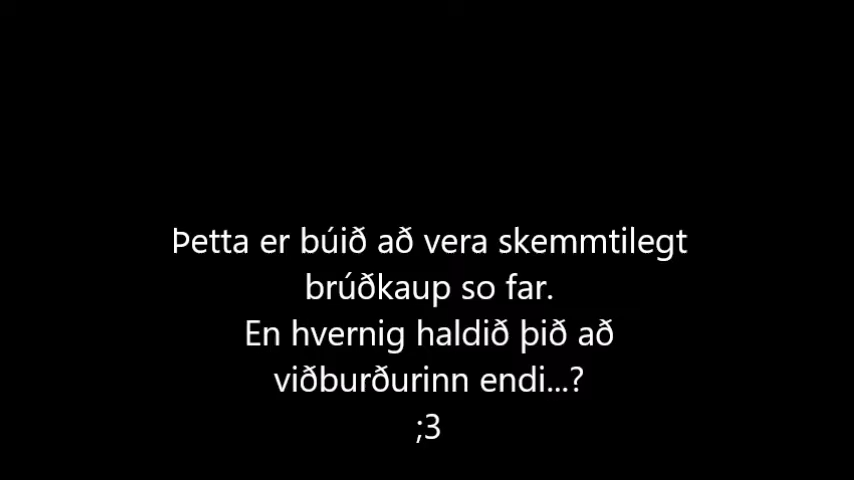 Þetta er búið að vera skemmtilegt
brúðkaup so far.
En hvernig haldið þið að
viðburðurinn endi...?
;3